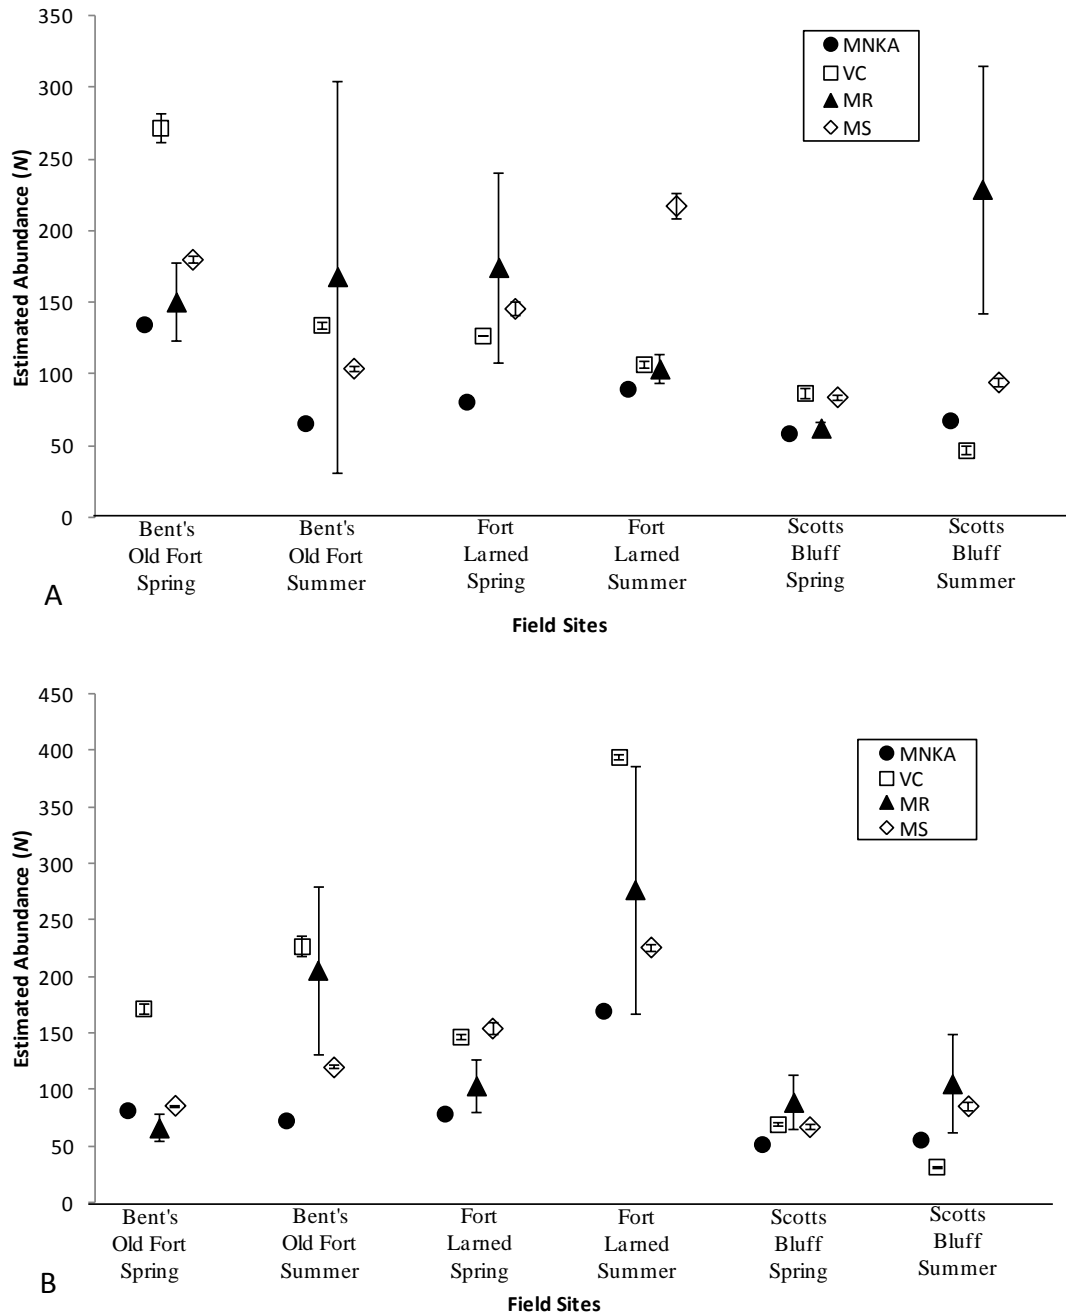 350
300
250
200
150
100
50
0
Estimated Abundance (N)
MNKA
VC
MR
MS
Bent's
Old Fort
Spring
Bent's
Old Fort
Summer
Fort
Larned
Spring
Fort
Larned
Summer
Scotts
Bluff
Spring
Scotts
Bluff
Summer
A
Field Sites
450
400
350
300
250
200
150
100
50
0
Estimated Abundance (N)
MNKA
VC
MR
MS
Bent's
Old Fort
Spring
Bent's
Old Fort
Summer
Fort
Larned
Spring
Fort
Larned
Summer
Scotts
Bluff
Spring
Scotts
Bluff
Summer
B
Field Sites